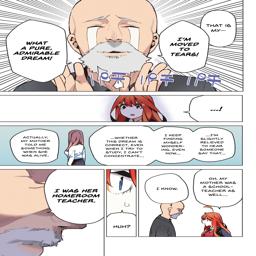 THAT IS
MY—
I'M
MOVED
TO
TEARS!
WHAT
A PURE,
ADMIRABLE
DREAM!
....!
I'M
SLIGHTLY
RELIEVED
TO HEAR
SOMEONE
SAY THAT...
I KEEP
FINDING
MYSELF
WONDER-
ING, EVEN
NOW...
...WHETHER
THIS DREAM IS
CORRECT, EVEN
WHEN I TRY
TO STUDY, I CAN'T
CONCENTRATE...
ACTUALLY,
MY MOTHER
TOLD ME
SOMETHING
WHEN SHE
WAS ALIVE.
OH, MY
MOTHER WAS
A SCHOOL-
TEACHER
AS WELL?
I KNOW.
HUH?
I WAS HER
HOMEROOM
TEACHER.